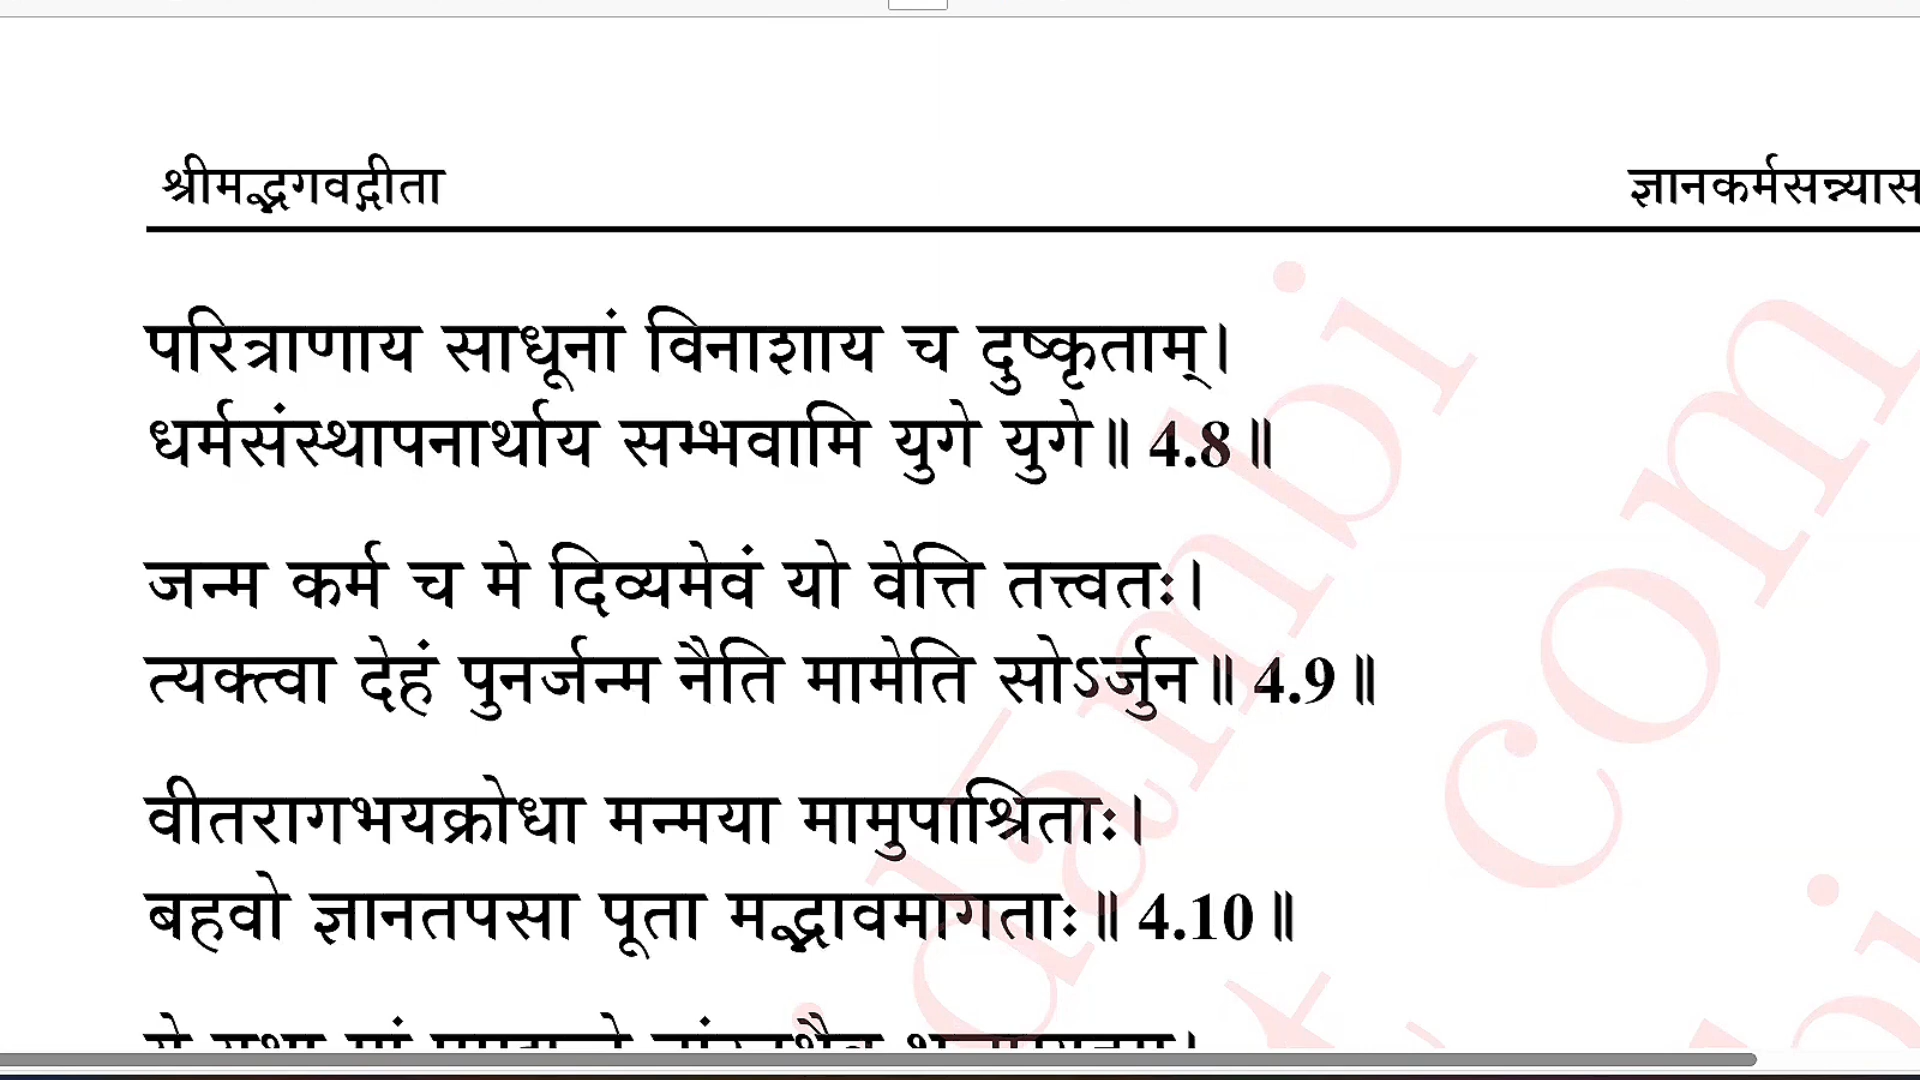 श्रीमद्भगवद्गीता
ज्ञानकर्मसन्न्यास
परित्राणाय साधूनां विनाशाय च दुष्कृताम्।
धर्मसंस्थापनार्थाय सम्भवामि युगे युगे॥ 4.8॥
जन्म कर्म च मे दिव्यमेवं यो वेत्ति तत्त्वतः।
त्यक्त्वा देहं पुनर्जन्म नैति मामेति सोऽर्जुन॥ 4.9॥
वीतरागभयक्रोधा मन्मया मामुपाश्रिताः।
बहवो ज्ञानतपसा पूता मद्भावमागताः॥ 4.10॥